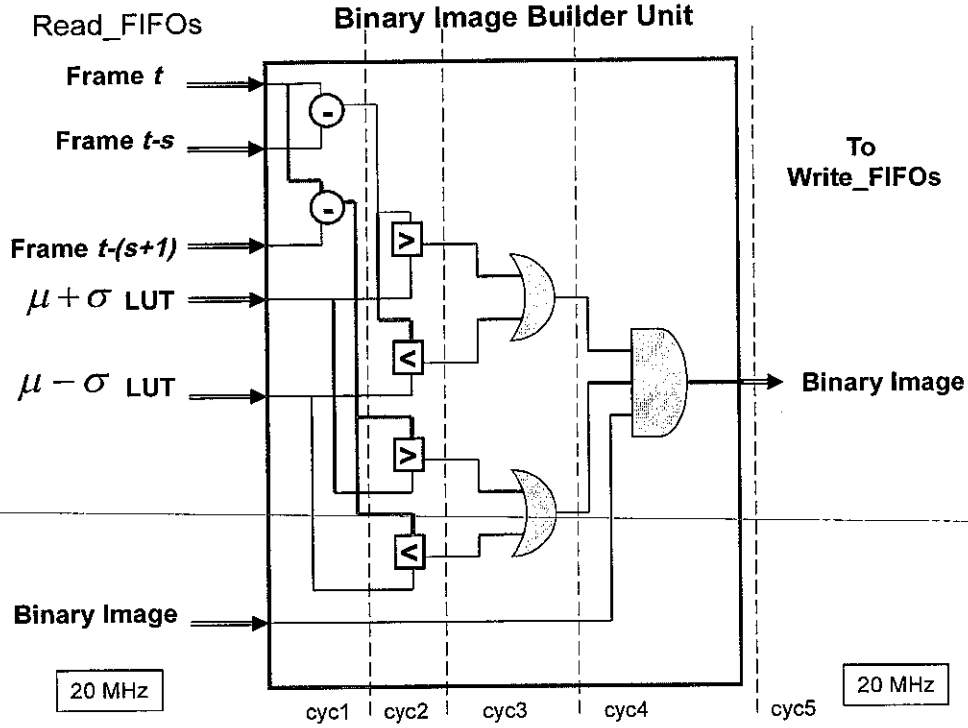 Binary Image Builder Unit
Read_FIFOs
Frame t
Frame t-s
Frame t-(s+1)
μ + σ LUT
μ − σ LUT
Binary Image
20 MHz
-
-
>
<
>
<
cyc1
cyc2
cyc3
cyc4
cyc5
To
Write_FIFOs
Binary Image
20 MHz